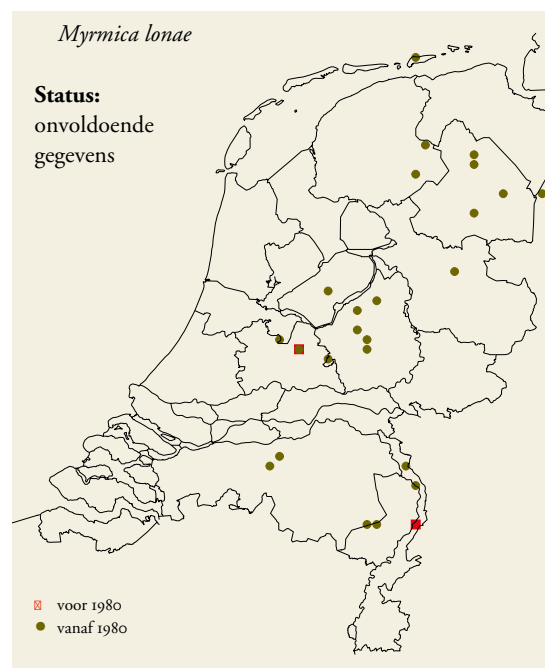 Myrmica lonae
Status:
onvoldoende
gegevens
voor 1980
vanaf 1980